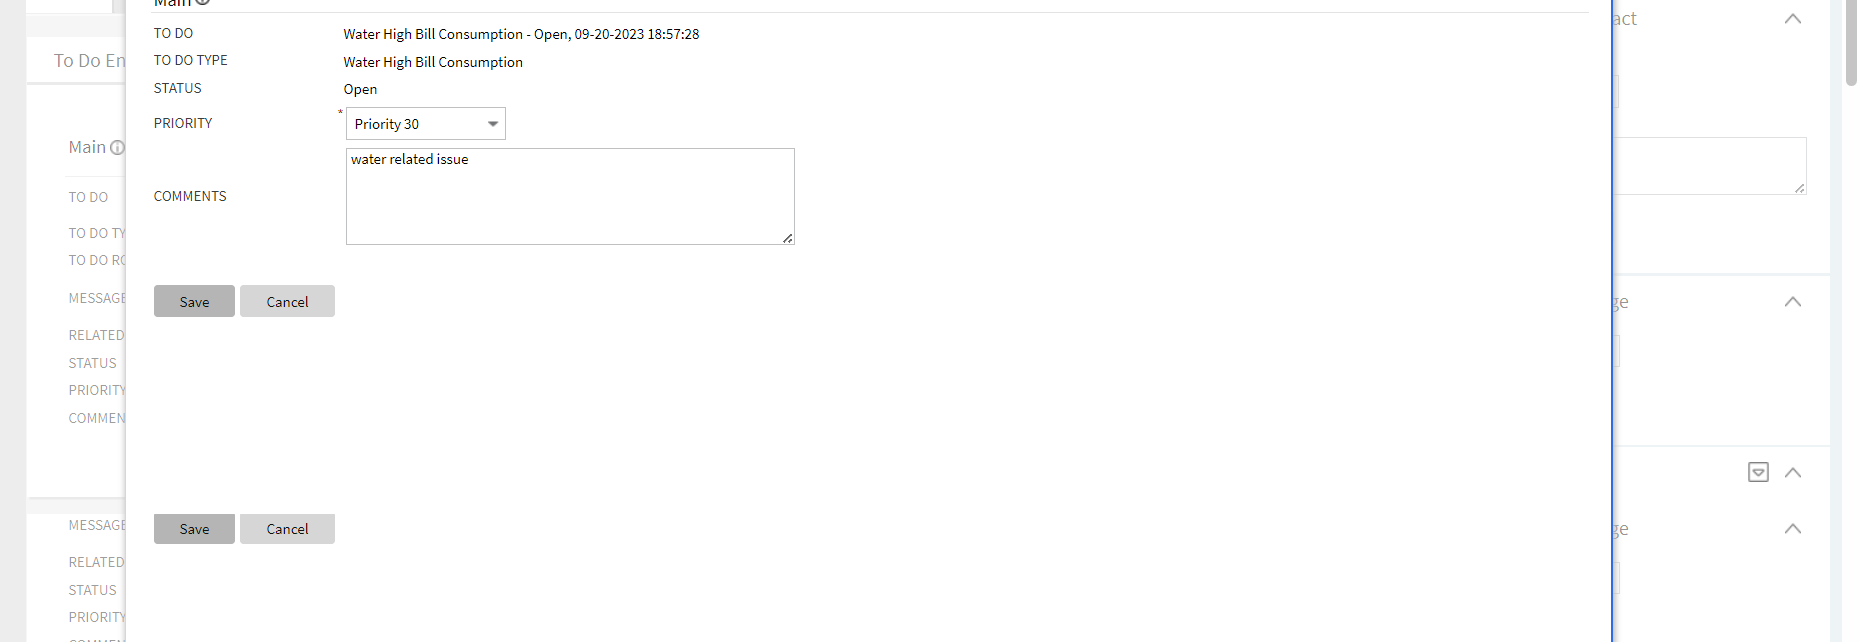 Main
act
TO DO Water High Bill Consumption - Open, 09-20-2023 18:57:28
To Do En
TO DO TYPE Water High Bill Consumption
STATUS Open
PRIORITY * Priority 30
Main
water related issue
COMMENTS
TO DO
TO DO TY
TO DO RO
MESSAGE
Save Cancel
ge
RELATED
STATUS
PRIORITY
COMMEN
MESSAGE
Save Cancel
ge
RELATED
STATUS
PRIORITY
COMMEN